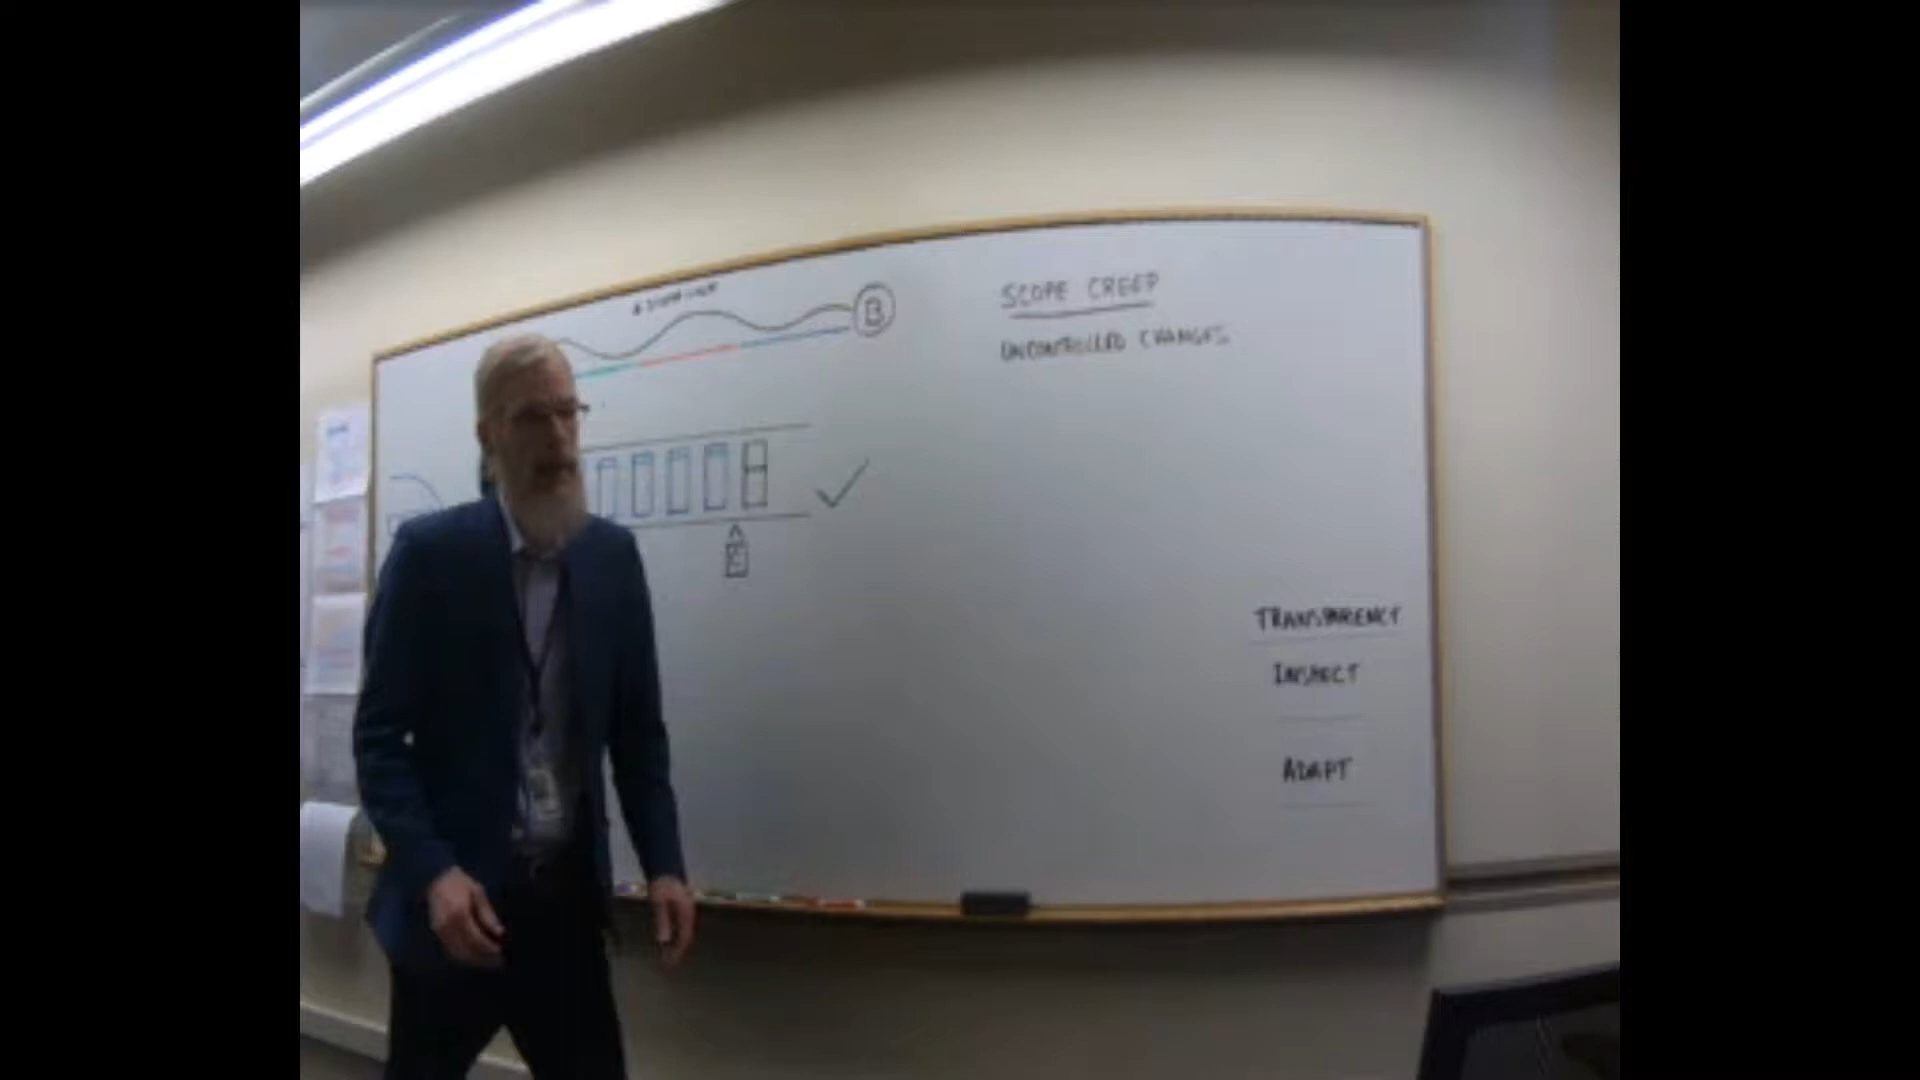 B
SCOPE CREEP
UNCONTROLLED CHANGES
TRANSPARENCY
INSPECT
ADAPT